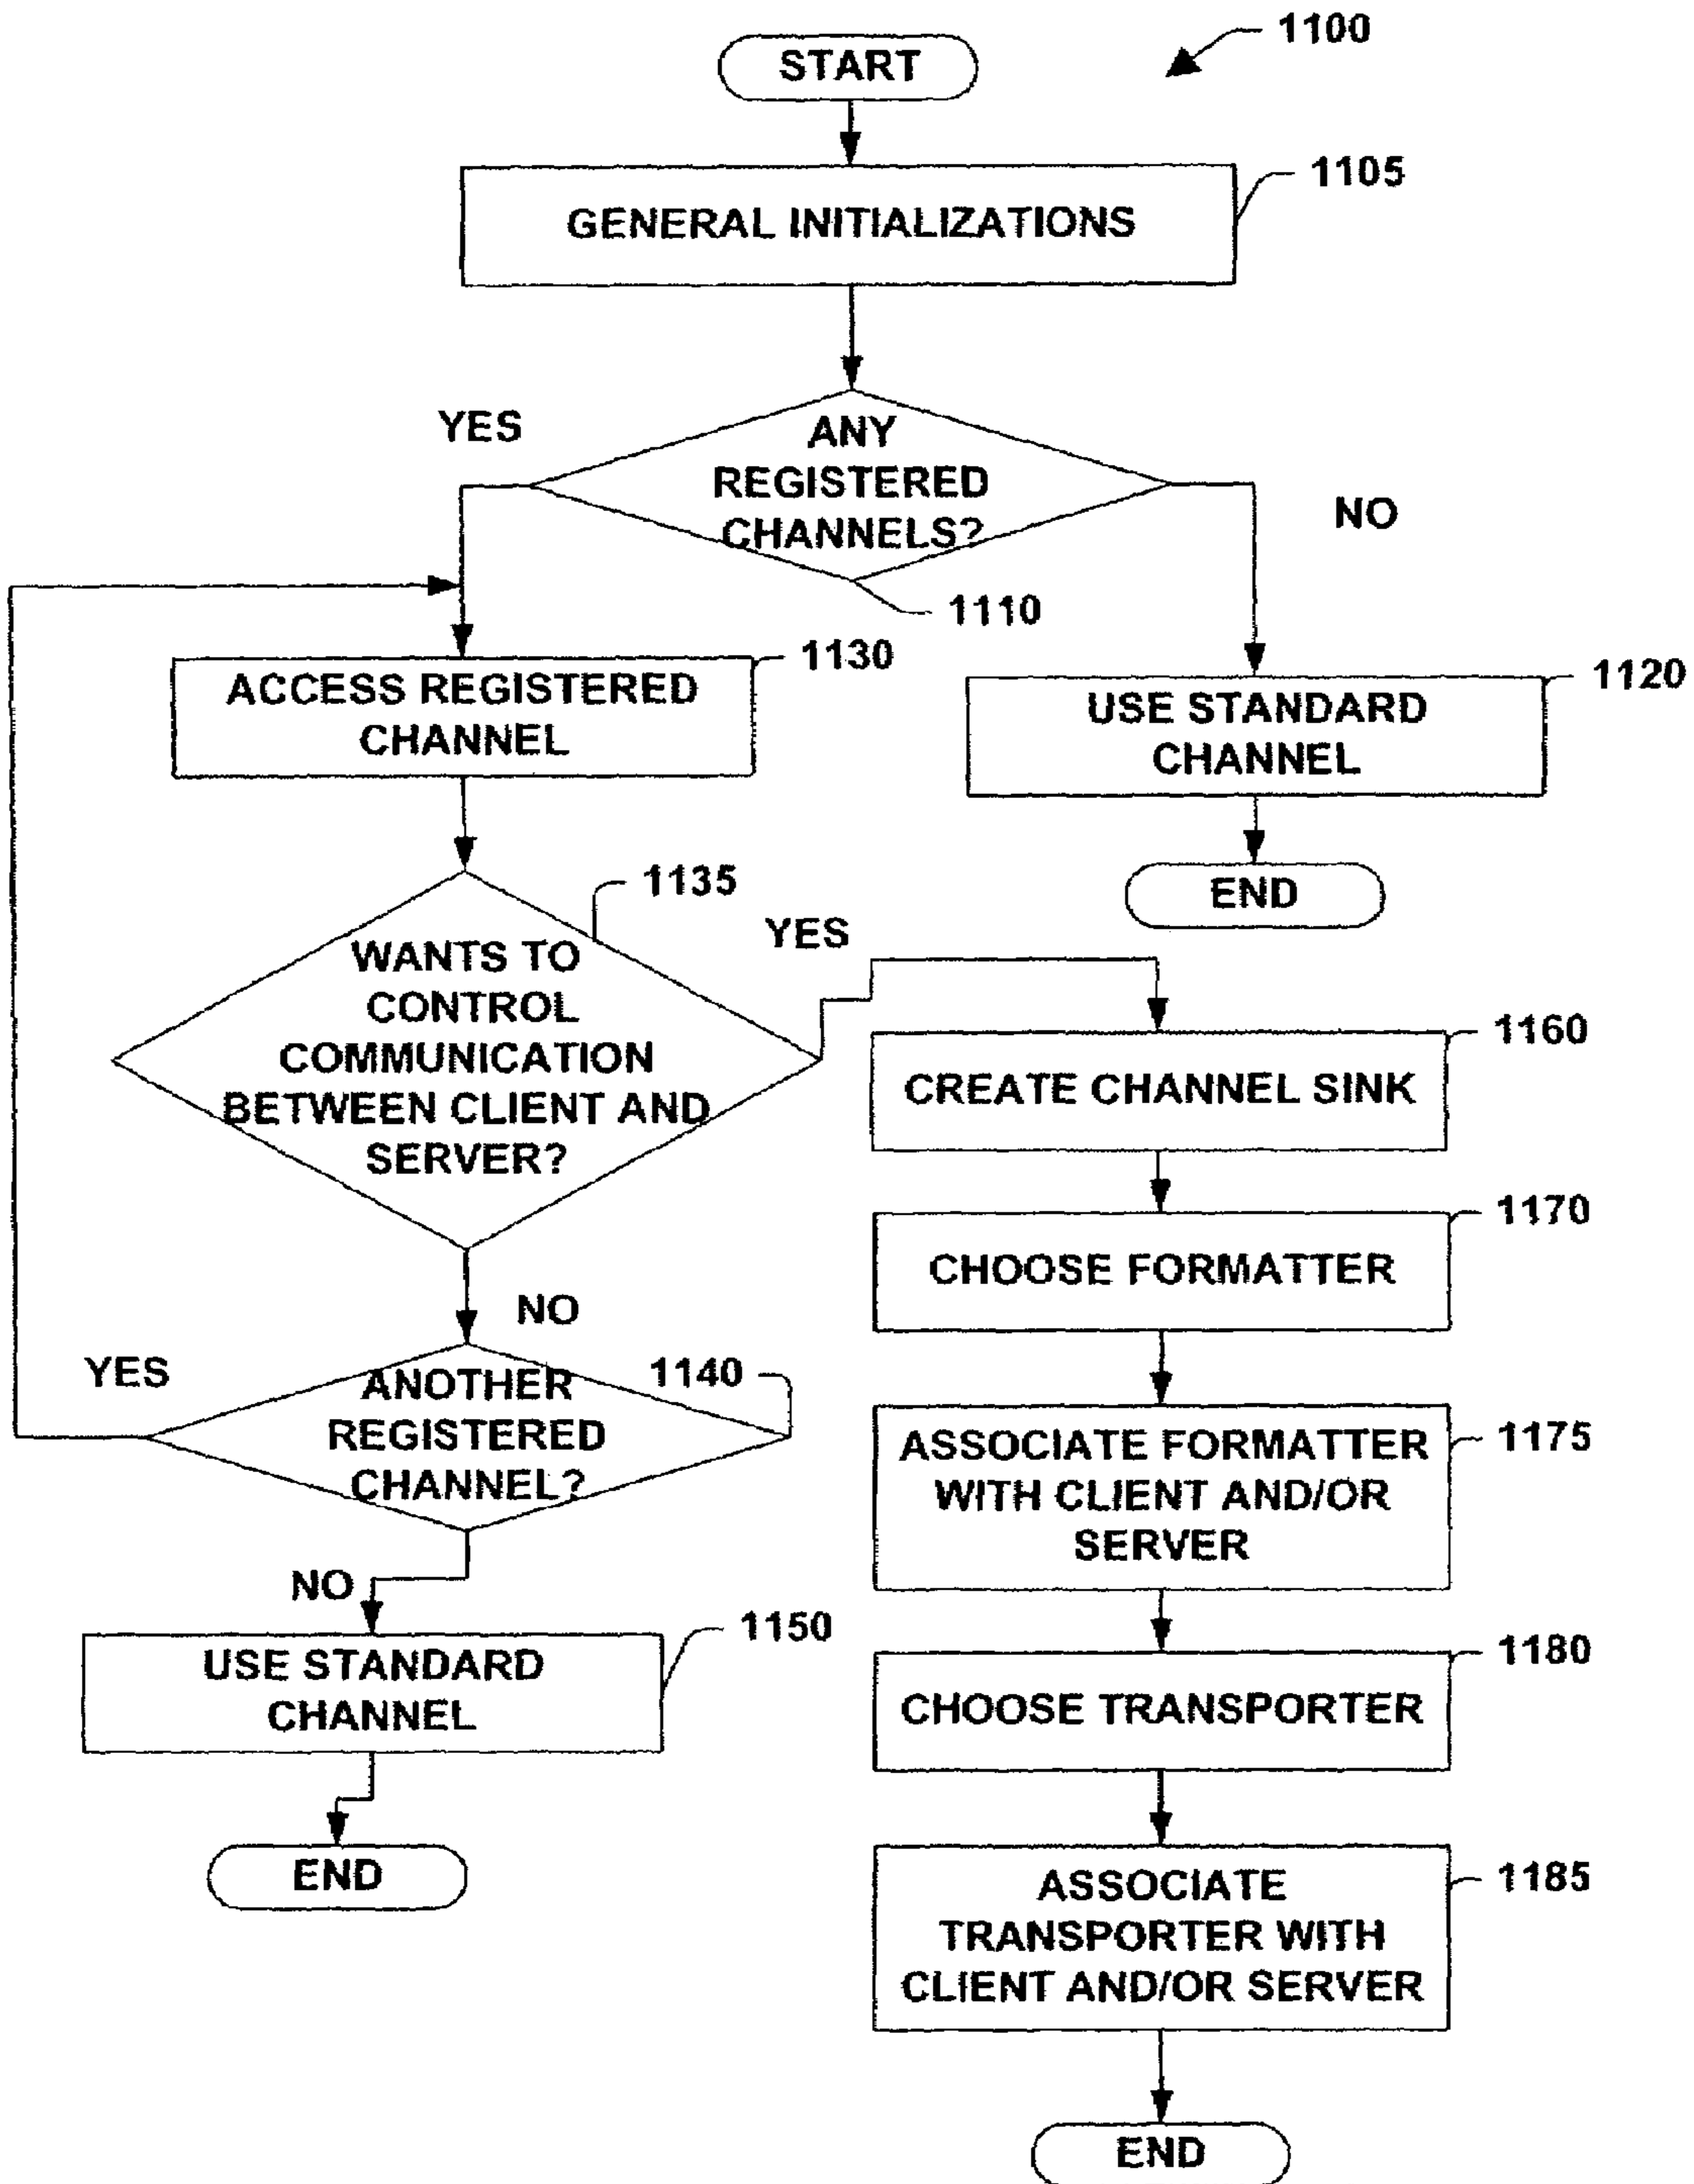 1100
START
1105
GENERAL INITIALIZATIONS
YES
ANY
REGISTERED
CHANNELS?
NO
1110
1130
ACCESS REGISTERED
CHANNEL
1120
USE STANDARD
CHANNEL
END
1135
YES
WANTS TO
CONTROL
COMMUNICATION
BETWEEN CLIENT AND
SERVER?
1160
CREATE CHANNEL SINK
1170
CHOOSE FORMATTER
NO
YES
1140
ANOTHER
REGISTERED
CHANNEL?
1175
ASSOCIATE FORMATTER
WITH CLIENT AND/OR
SERVER
NO
1150
USE STANDARD
CHANNEL
1180
CHOOSE TRANSPORTER
END
1185
ASSOCIATE
TRANSPORTER WITH
CLIENT AND/OR SERVER
END